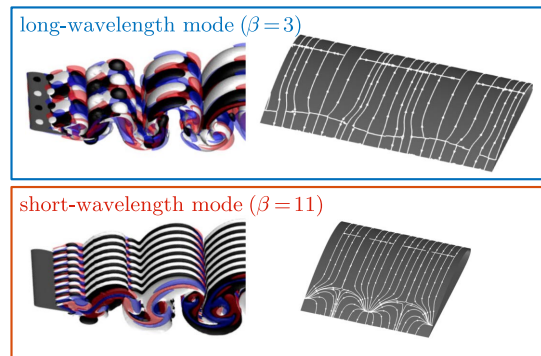 long-wavelength mode (β=3)
short-wavelength mode (β=11)